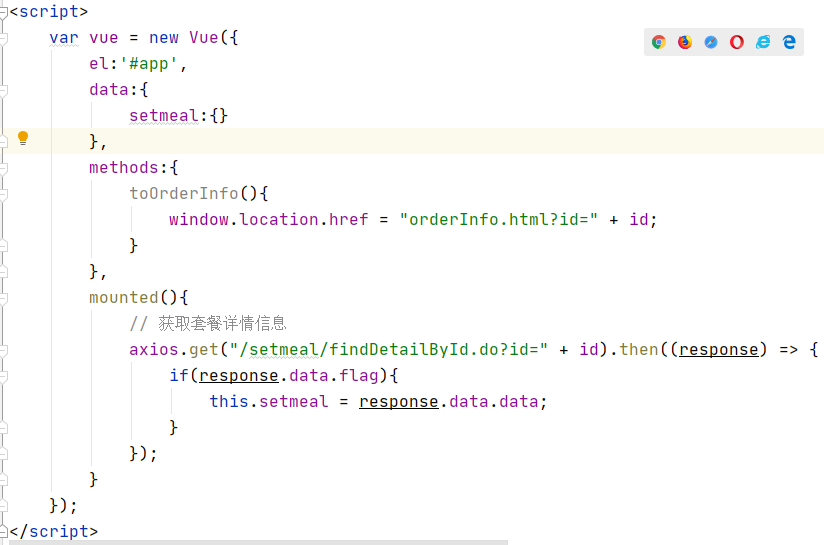 <script>
    var vue = new Vue({
        el:'#app',
        data:{
            setmeal:{}
        },
        methods:{
            toOrderInfo(){
                window.location.href = "orderInfo.html?id=" + id;
            }
        },
        mounted(){
            // 获取套餐详情信息
            axios.get("/setmeal/findDetailById.do?id=" + id).then((response) => {
                if(response.data.flag){
                    this.setmeal = response.data.data;
                }
            });
        }
    });
</script>